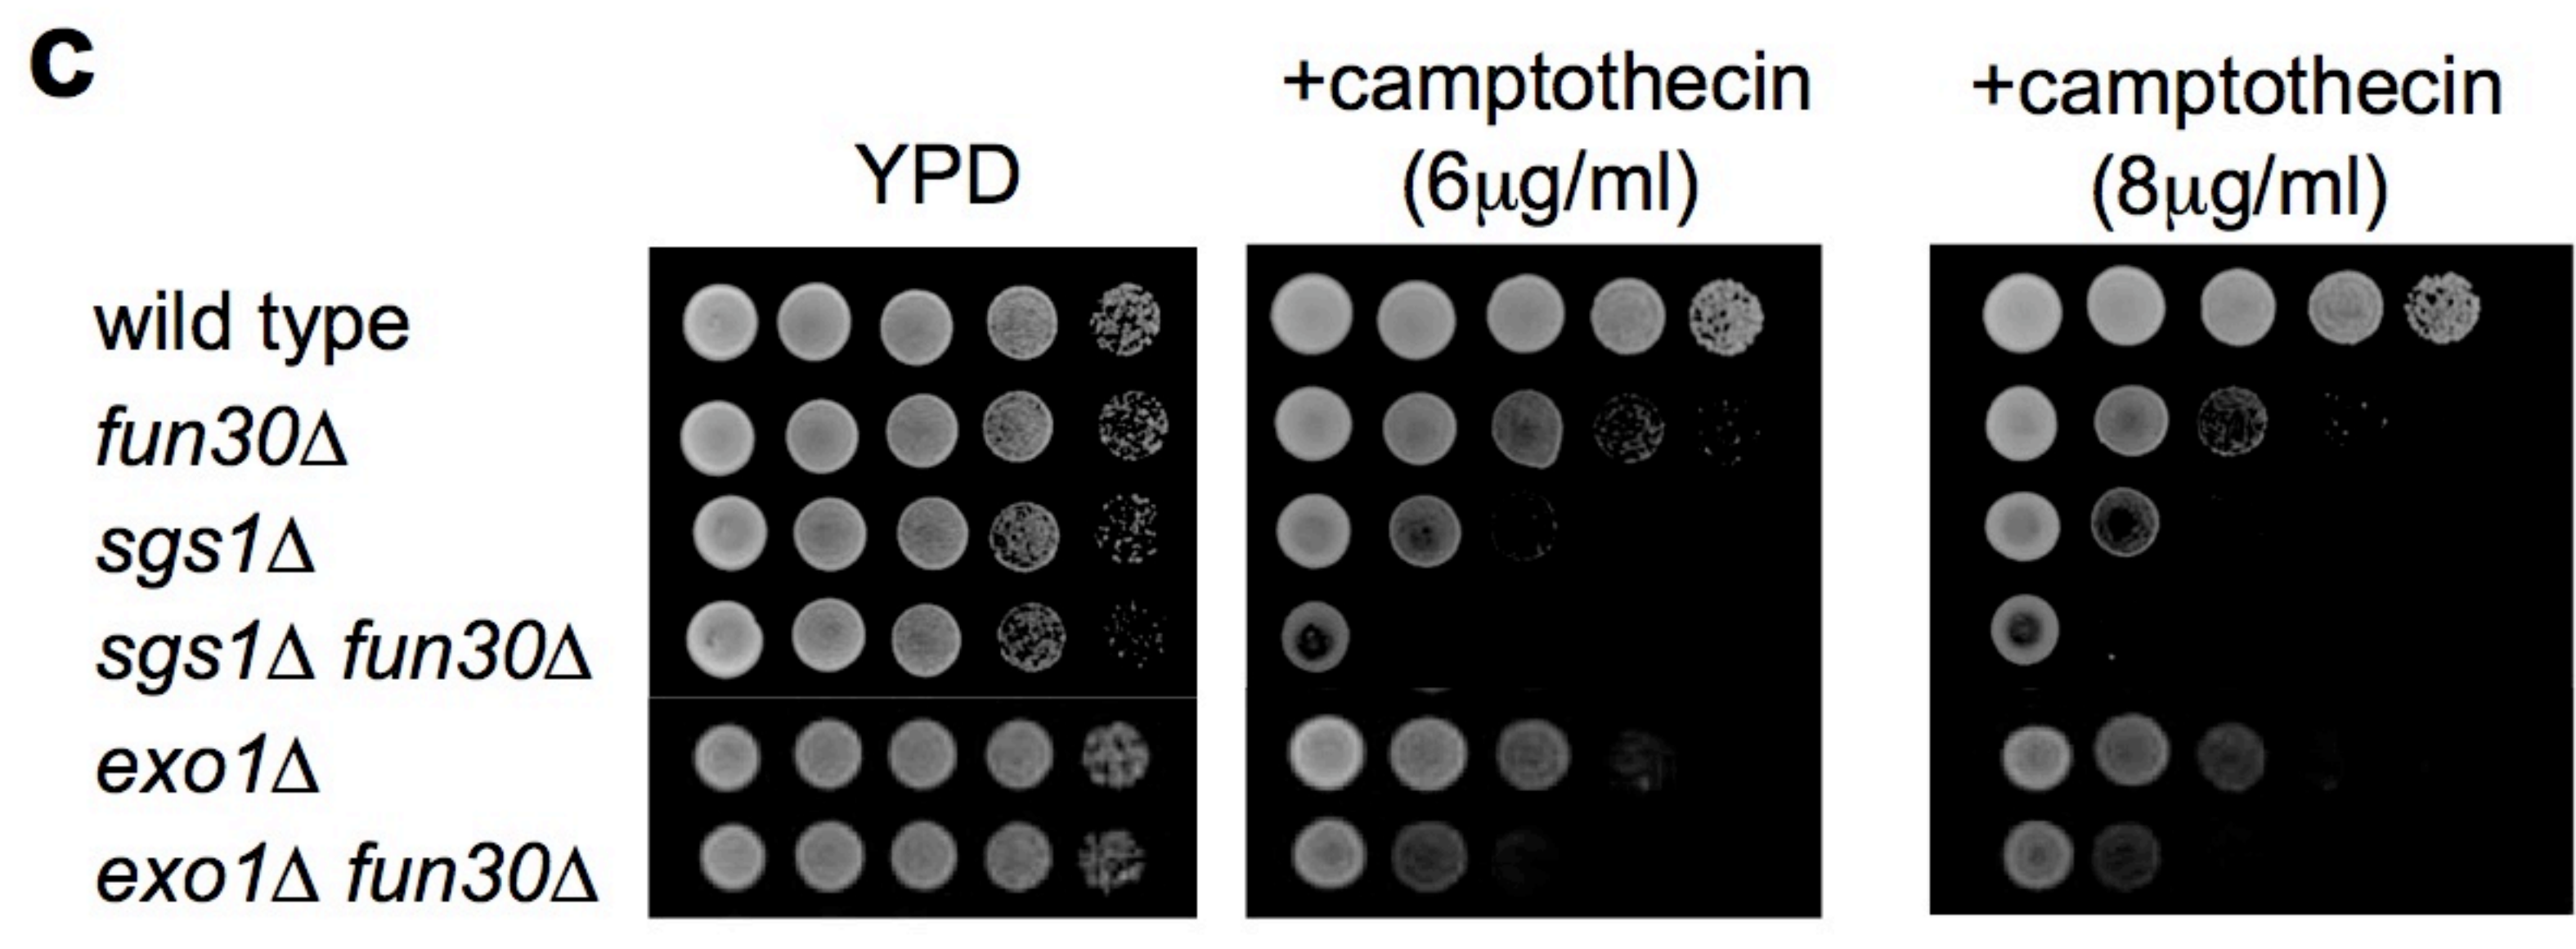 c
YPD
+camptothecin
(6μg/ml)
+camptothecin
(8μg/ml)
wild type
fun30Δ
sgs1Δ
sgs1Δ fun30Δ
exo1Δ
exo1Δ fun30Δ